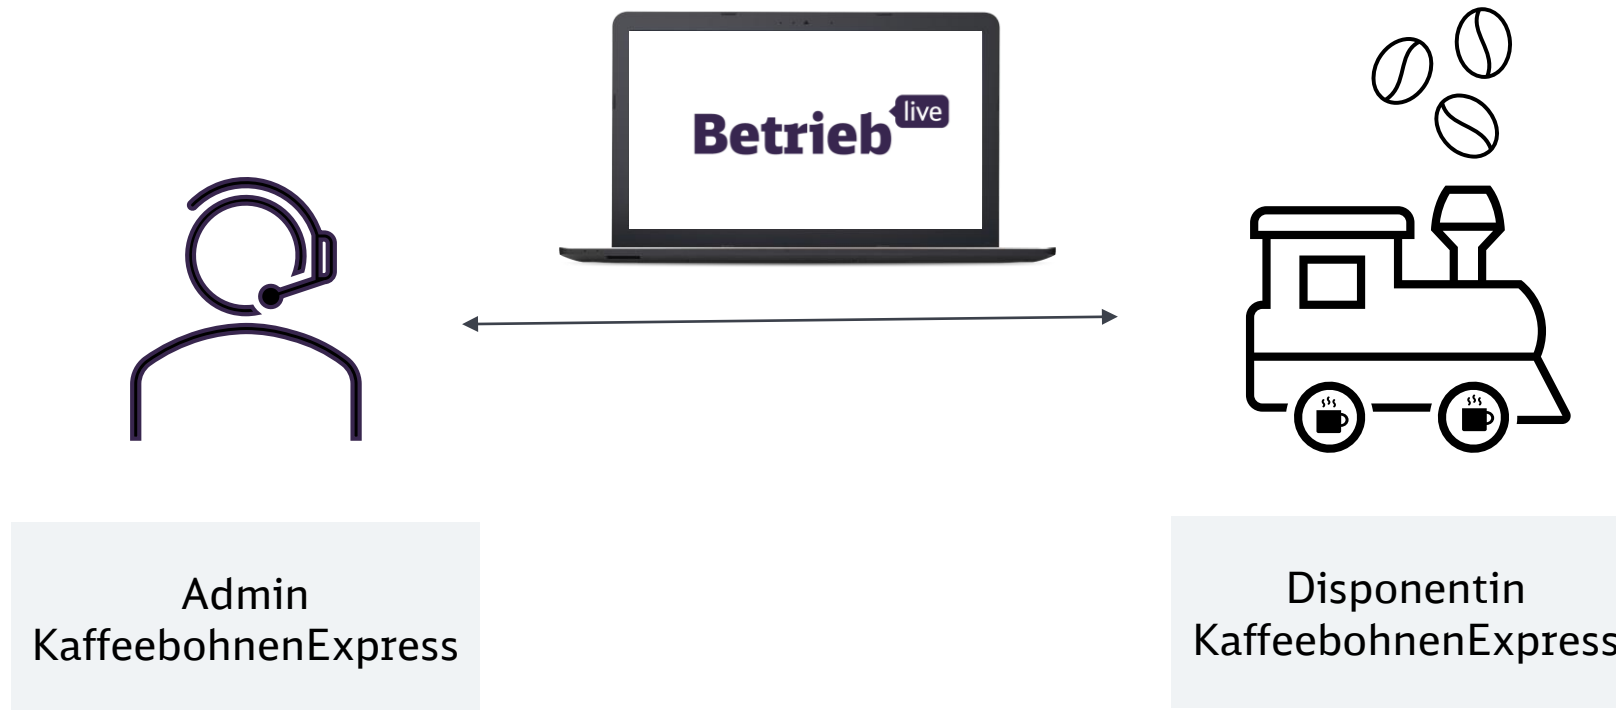 Betrieb live
Admin
KaffeebohnenExpress
Disponentin
KaffeebohnenExpress